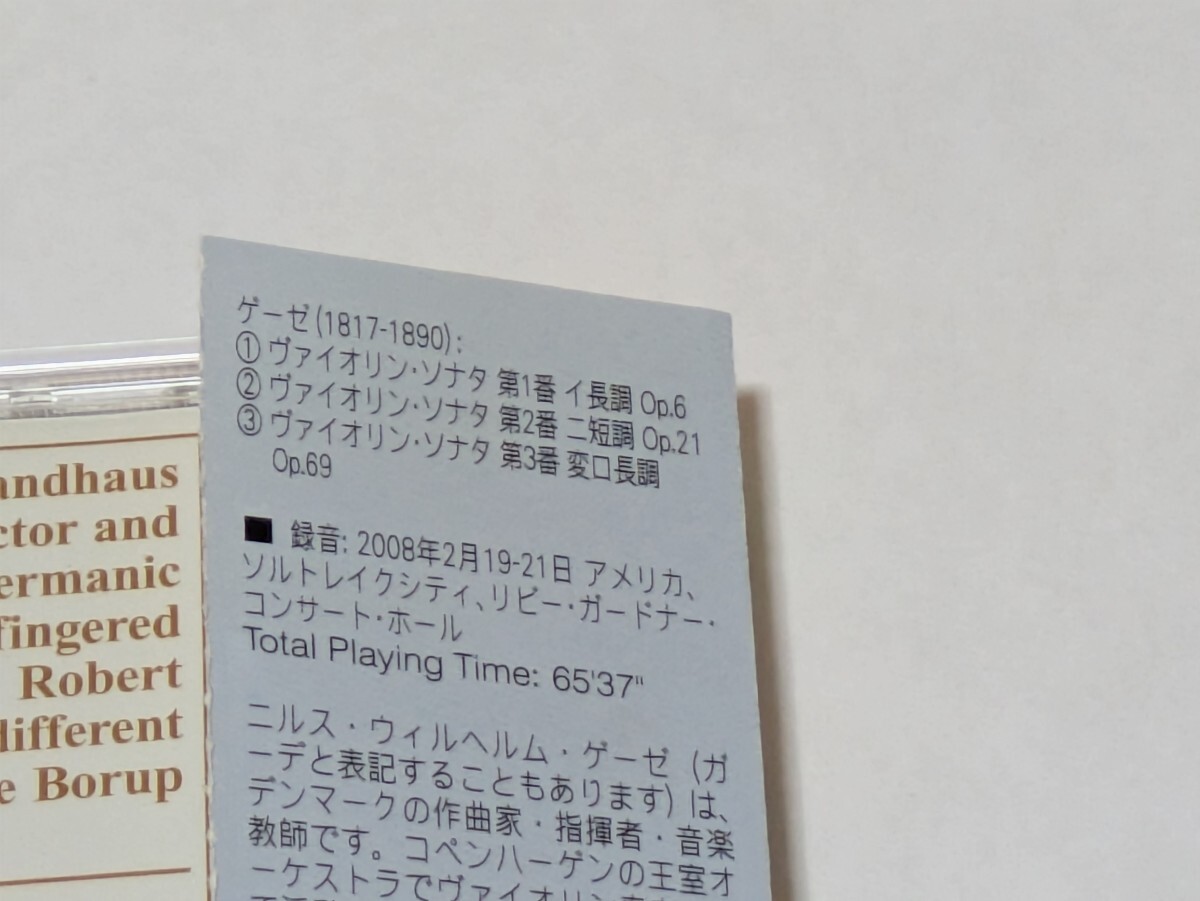 andhaus
ctor and
ermanic
fingered
Robert
different
e Borup
ゲーゼ(1817-1890):
① ヴァイオリン・ソナタ 第1番 イ長調 Op.6
② ヴァイオリン・ソナタ 第2番 ニ短調 Op.21
③ ヴァイオリン・ソナタ 第3番 変ロ長調
Op.69
■ 録音: 2008年2月19-21日 アメリカ、
ソルトレイクシティ、リビー・ガードナー・
コンサート・ホール
Total Playing Time: 65'37"
ニルス・ウィルヘルム・ゲーゼ (ガ
ーデと表記することもあります) は、
デンマークの作曲家・指揮者・音楽
教師です。コペンハーゲンの王室オ
ーケストラでヴァイオリン